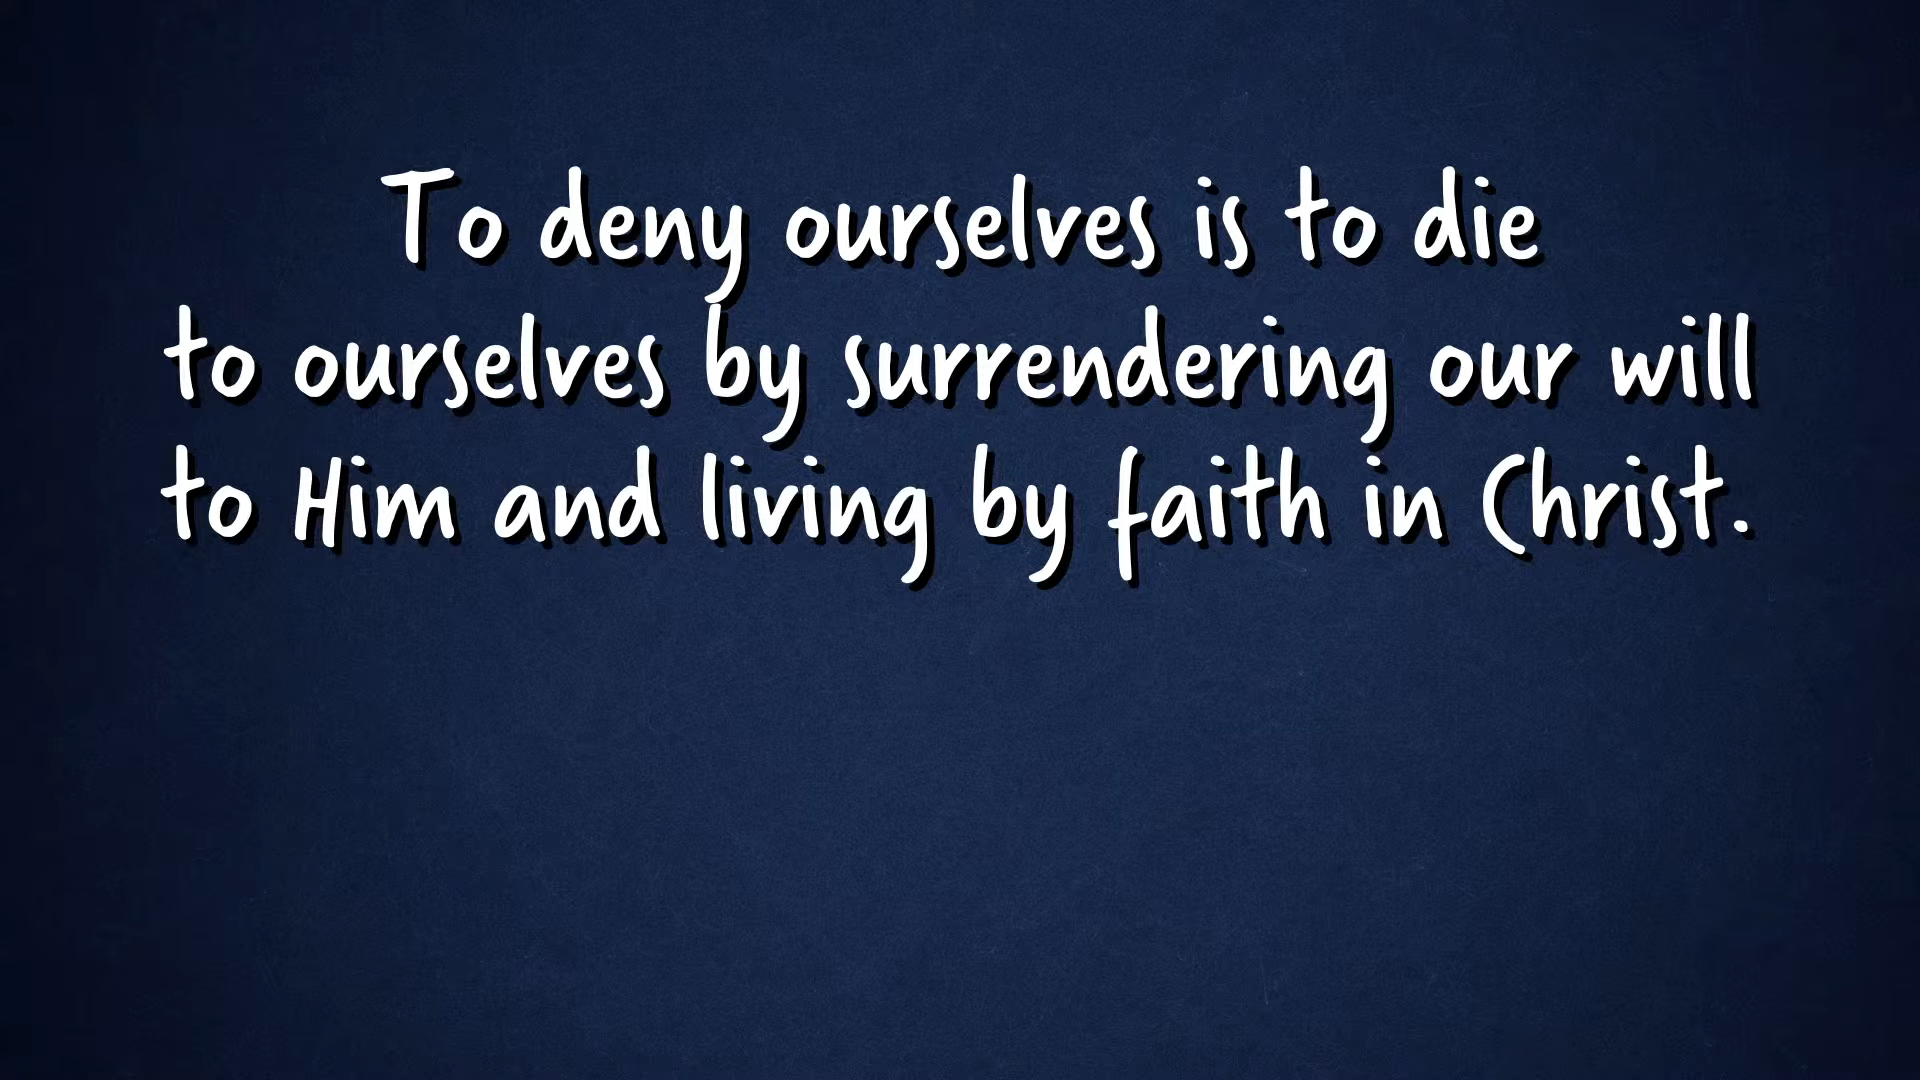 To deny ourselves is to die
to ourselves by surrendering our will
to Him and living by faith in Christ.